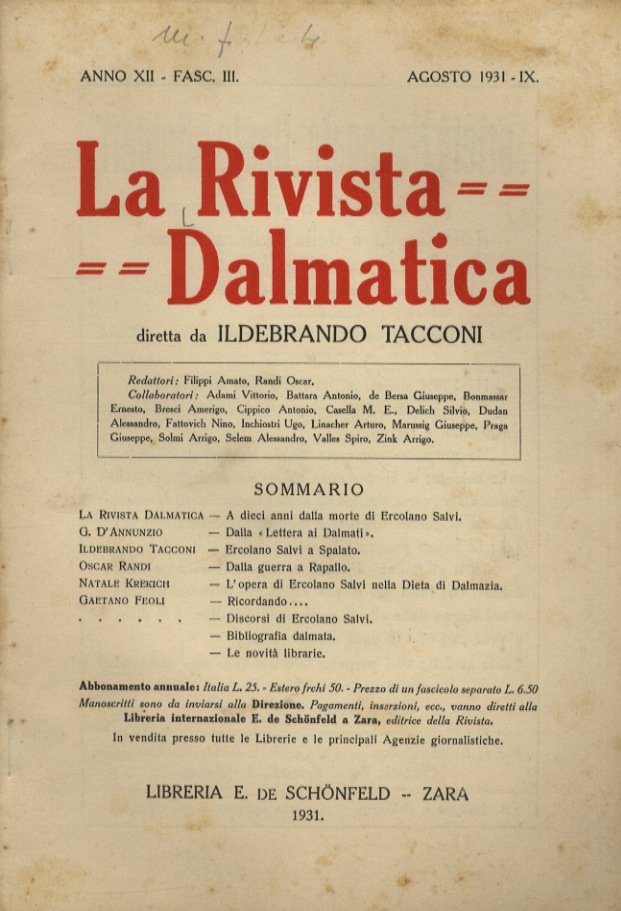 ANNO XII - FASC. III.
AGOSTO 1931 - IX.
La Rivista ==
== Dalmatica
diretta da ILDEBRANDO TACCONI
Redattori: Filippi Amato, Randi Oscar.
Collaboratori: Adami Vittorio, Battara Antonio, de Bersa Giuseppe, Bonmassar
Ernesto, Bresci Amerigo, Cippico Antonio, Casella M. E., Delich Silvio, Dudan
Alessandro, Fattovich Nino, Inchiostri Ugo, Linacher Arturo, Marussig Giuseppe, Praga
Giuseppe, Solmi Arrigo, Selem Alessandro, Valles Spiro, Zink Arrigo.
SOMMARIO
LA RIVISTA DALMATICA — A dieci anni dalla morte di Ercolano Salvi.
G. D'ANNUNZIO — Dalla «Lettera ai Dalmati».
ILDEBRANDO TACCONI — Ercolano Salvi a Spalato.
OSCAR RANDI — Dalla guerra a Rapallo.
NATALE KREKICH — L'opera di Ercolano Salvi nella Dieta di Dalmazia.
GAETANO FEOLI — Ricordando....
. . . . . . — Discorsi di Ercolano Salvi.
— Bibliografia dalmata.
— Le novità librarie.
Abbonamento annuale: Italia L. 25. - Estero frchi 50. - Prezzo di un fascicolo separato L. 6.50
Manoscritti sono da inviarsi alla Direzione. Pagamenti, inserzioni, ecc., vanno diretti alla
Libreria internazionale E. de Schönfeld a Zara, editrice della Rivista.
In vendita presso tutte le Librerie e le principali Agenzie giornalistiche.
LIBRERIA E. DE SCHÖNFELD -- ZARA
1931.